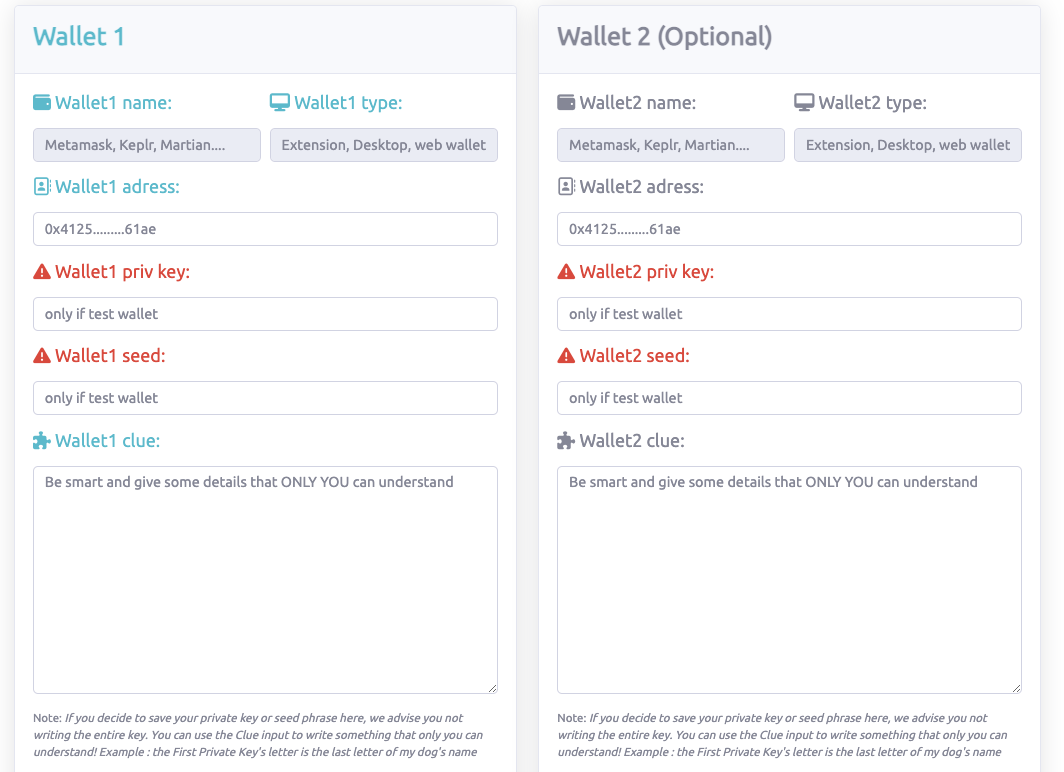 Wallet 1
Wallet1 name:
Wallet1 type:
Metamask, Keplr, Martian....
Extension, Desktop, web wallet
Wallet1 adress:
0x4125.........61ae
Wallet1 priv key:
only if test wallet
Wallet1 seed:
only if test wallet
Wallet1 clue:
Be smart and give some details that ONLY YOU can understand
Note: If you decide to save your private key or seed phrase here, we advise you not
writing the entire key. You can use the Clue input to write something that only you can
understand! Example : the First Private Key's letter is the last letter of my dog's name
Wallet 2 (Optional)
Wallet2 name:
Wallet2 type:
Metamask, Keplr, Martian....
Extension, Desktop, web wallet
Wallet2 adress:
0x4125.........61ae
Wallet2 priv key:
only if test wallet
Wallet2 seed:
only if test wallet
Wallet2 clue:
Be smart and give some details that ONLY YOU can understand
Note: If you decide to save your private key or seed phrase here, we advise you not
writing the entire key. You can use the Clue input to write something that only you can
understand! Example : the First Private Key's letter is the last letter of my dog's name